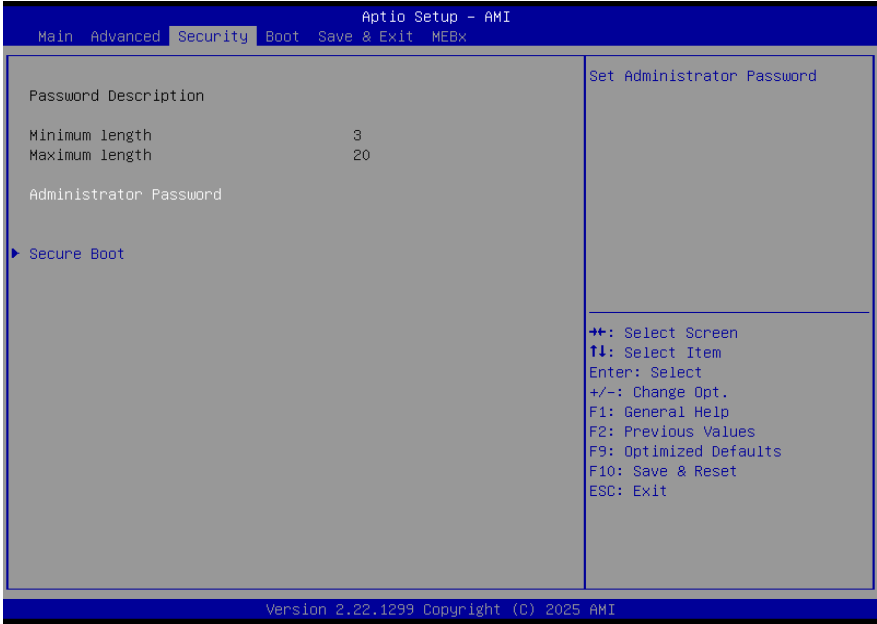 Aptio Setup – AMI
Main Advanced Security Boot Save & Exit MEBx
Set Administrator Password
Password Description
Minimum length 3
Maximum length 20
Administrator Password
Secure Boot
→←: Select Screen
↑↓: Select Item
Enter: Select
+/-: Change Opt.
F1: General Help
F2: Previous Values
F9: Optimized Defaults
F10: Save & Reset
ESC: Exit
Version 2.22.1299 Copyright (C) 2025 AMI